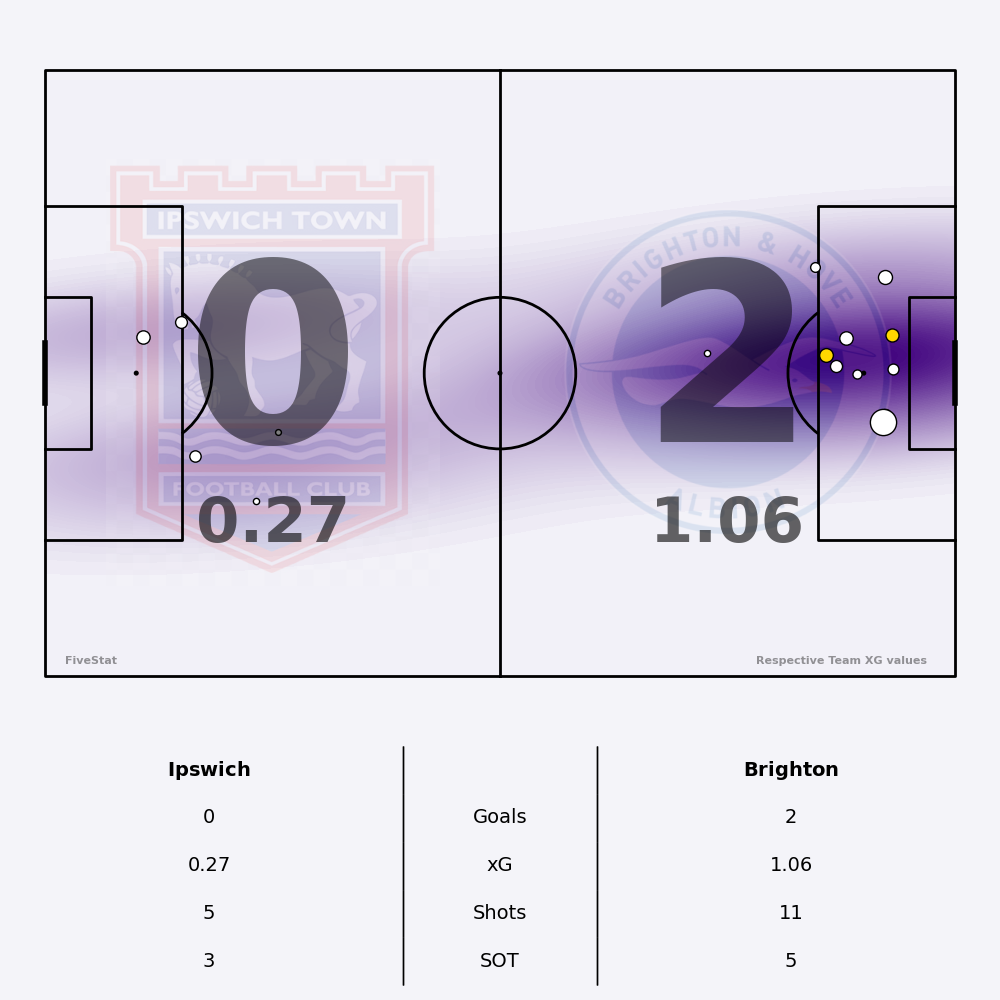 IPSWICH TOWN
FOOTBALL CLUB
BRIGHTON & HOVE
ALBION
0
2
0.27
1.06
FiveStat
Respective Team XG values
Ipswich
Brighton
0
Goals
2
0.27
xG
1.06
5
Shots
11
3
SOT
5